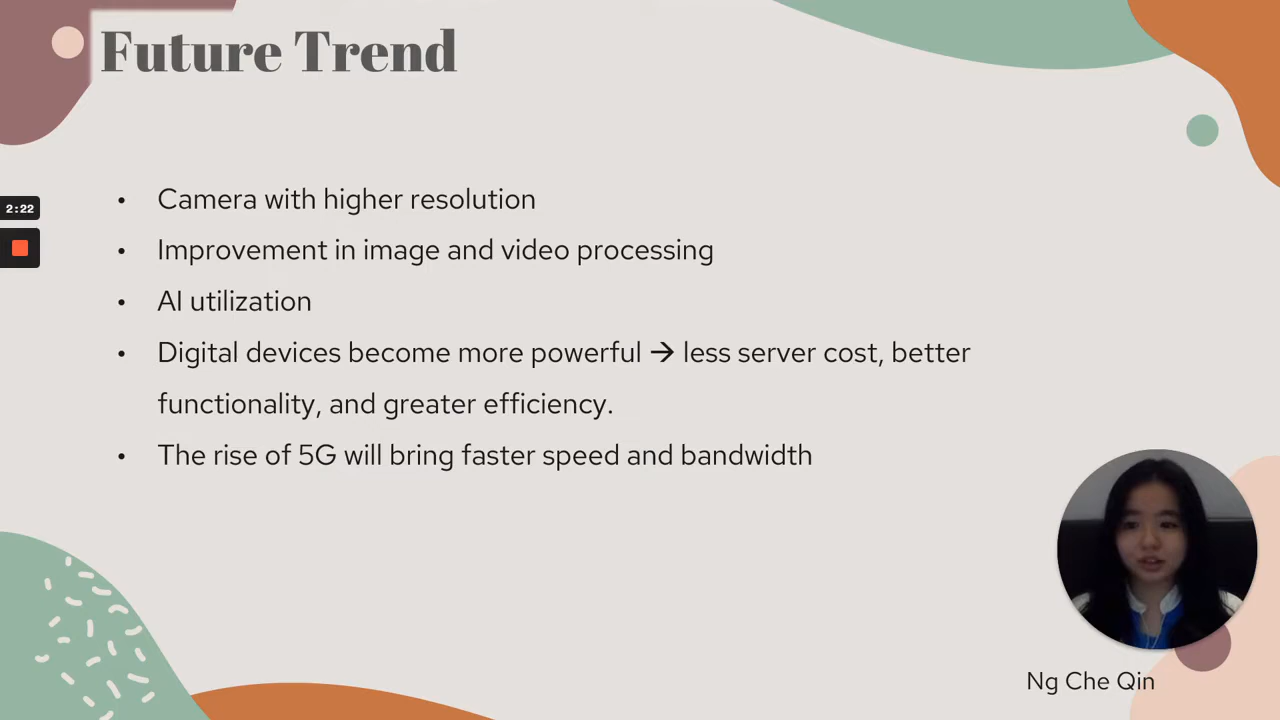 Future Trend
2:22
• Camera with higher resolution
• Improvement in image and video processing
• AI utilization
• Digital devices become more powerful → less server cost, better
functionality, and greater efficiency.
• The rise of 5G will bring faster speed and bandwidth
Ng Che Qin